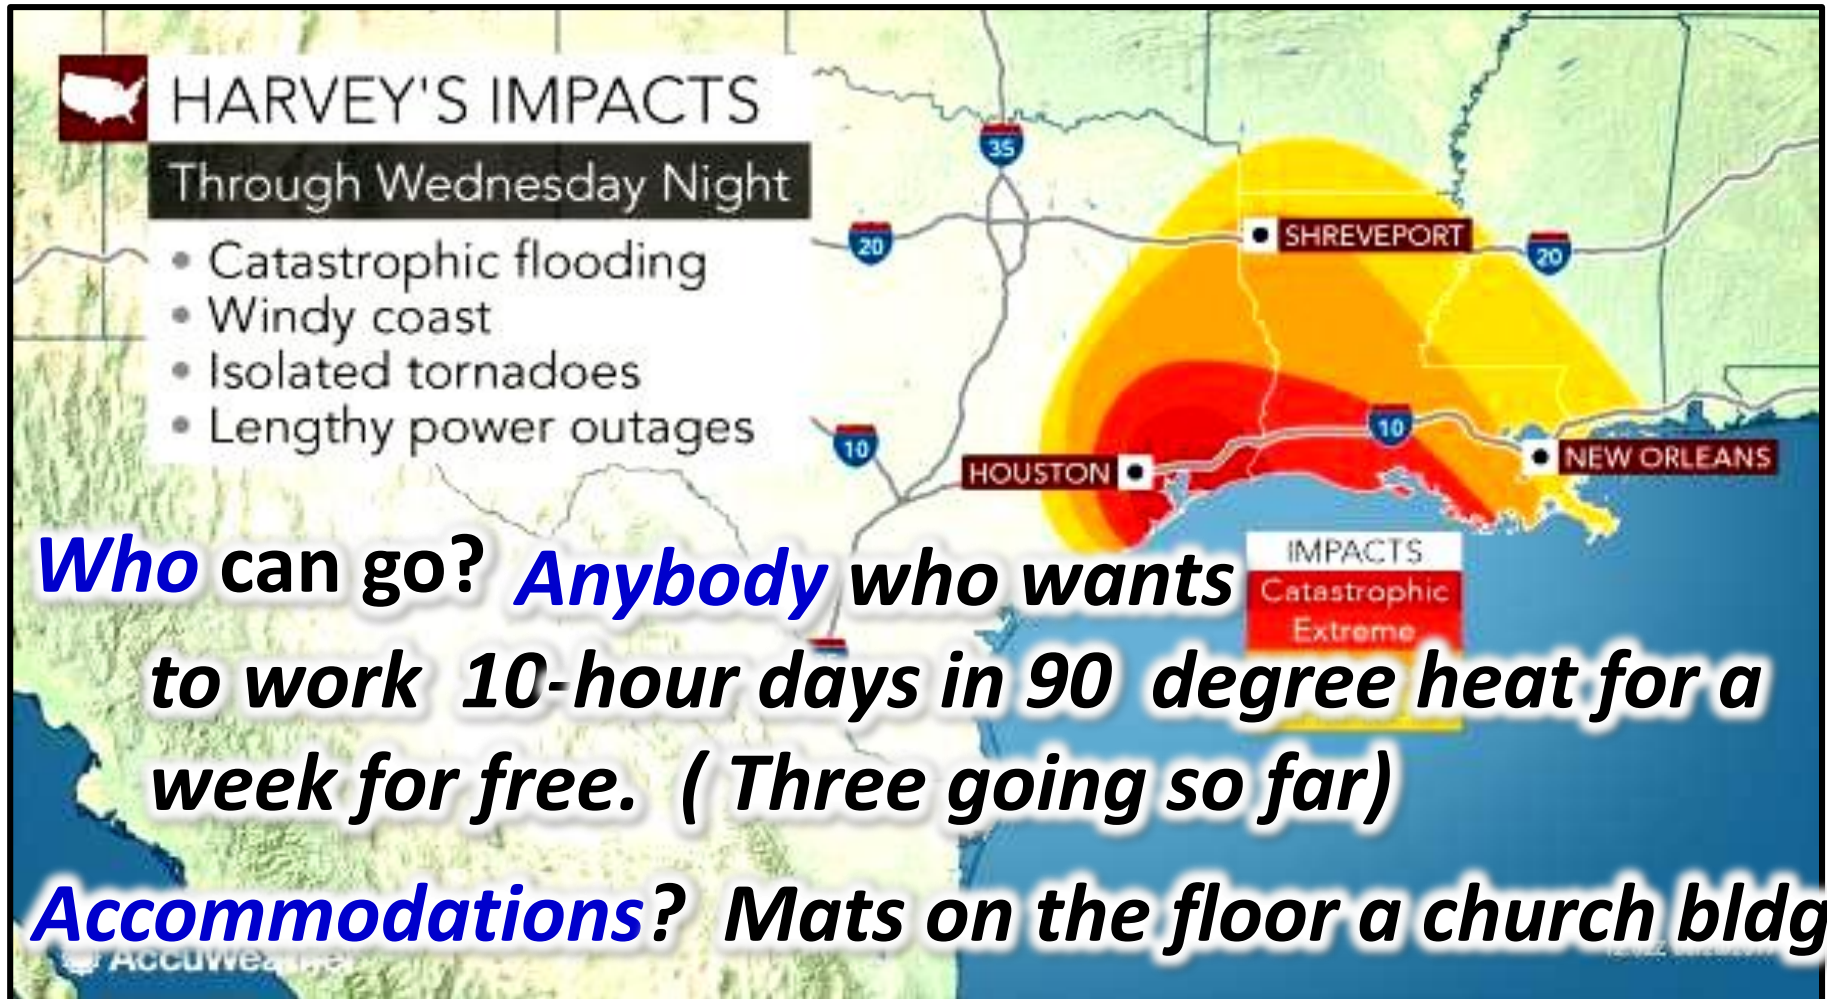 HARVEY'S IMPACTS
Through Wednesday Night
• Catastrophic flooding
• Windy coast
• Isolated tornadoes
• Lengthy power outages
35
20
SHREVEPORT
20
10
10
HOUSTON
NEW ORLEANS
IMPACTS
Catastrophic
Extreme
Who can go? Anybody who wants
to work 10-hour days in 90 degree heat for a
week for free. ( Three going so far)
Accommodations? Mats on the floor a church bldg
AccuWeather